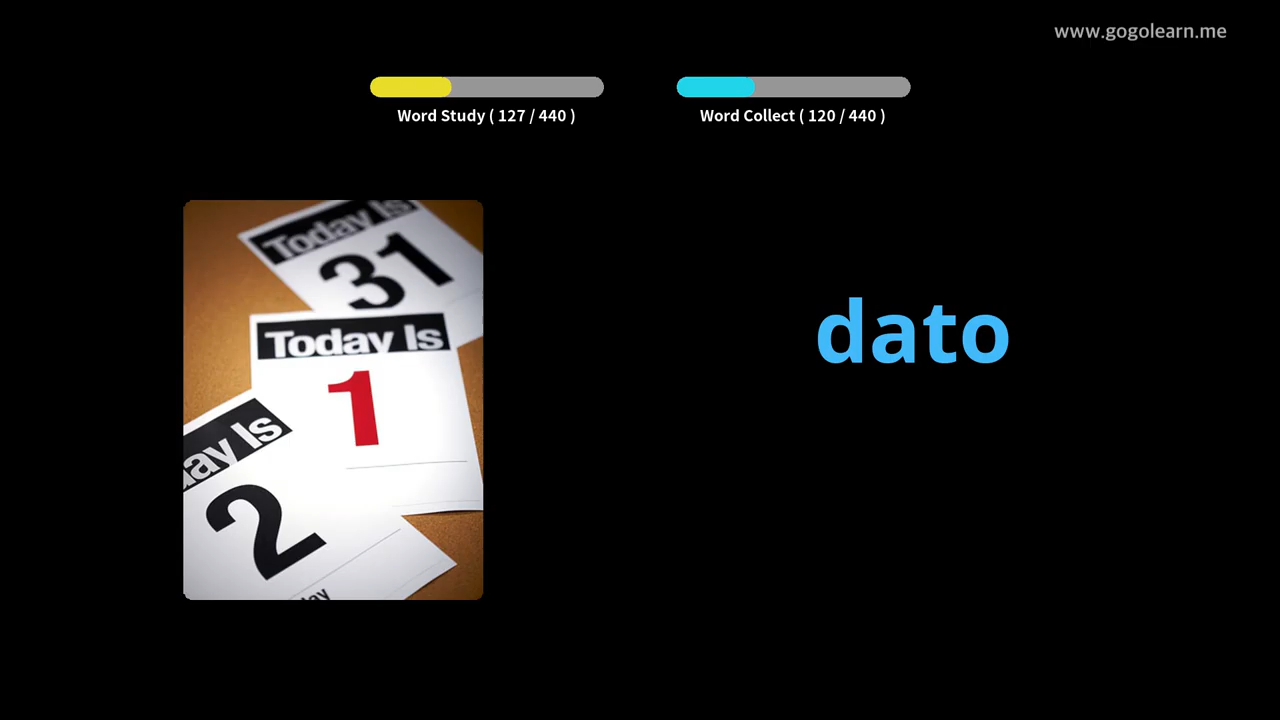 www.gogolearn.me
Word Study ( 127 / 440 )
Word Collect ( 120 / 440 )
Today Is
31
Today Is
1
day Is
2
dato